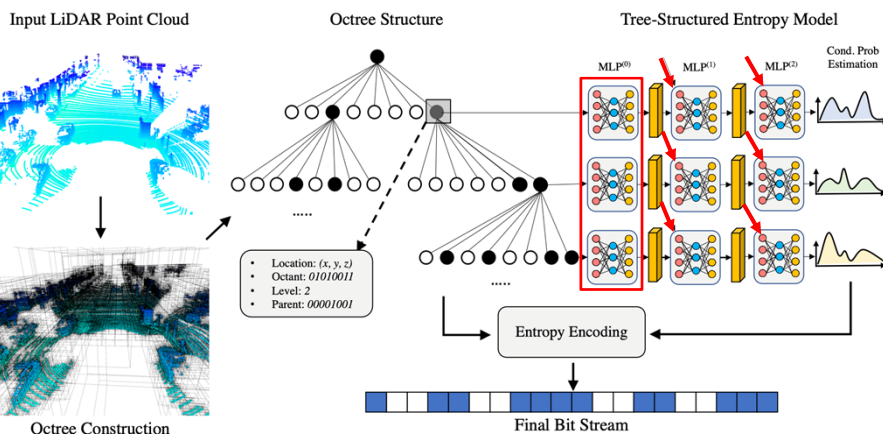 Input LiDAR Point Cloud
Octree Structure
Tree-Structured Entropy Model
MLP(0)
MLP(1)
MLP(2)
Cond. Prob
Estimation
.....
.....
• Location: (x, y, z)
• Octant: 01010011
• Level: 2
• Parent: 00001001
Entropy Encoding
Final Bit Stream
Octree Construction